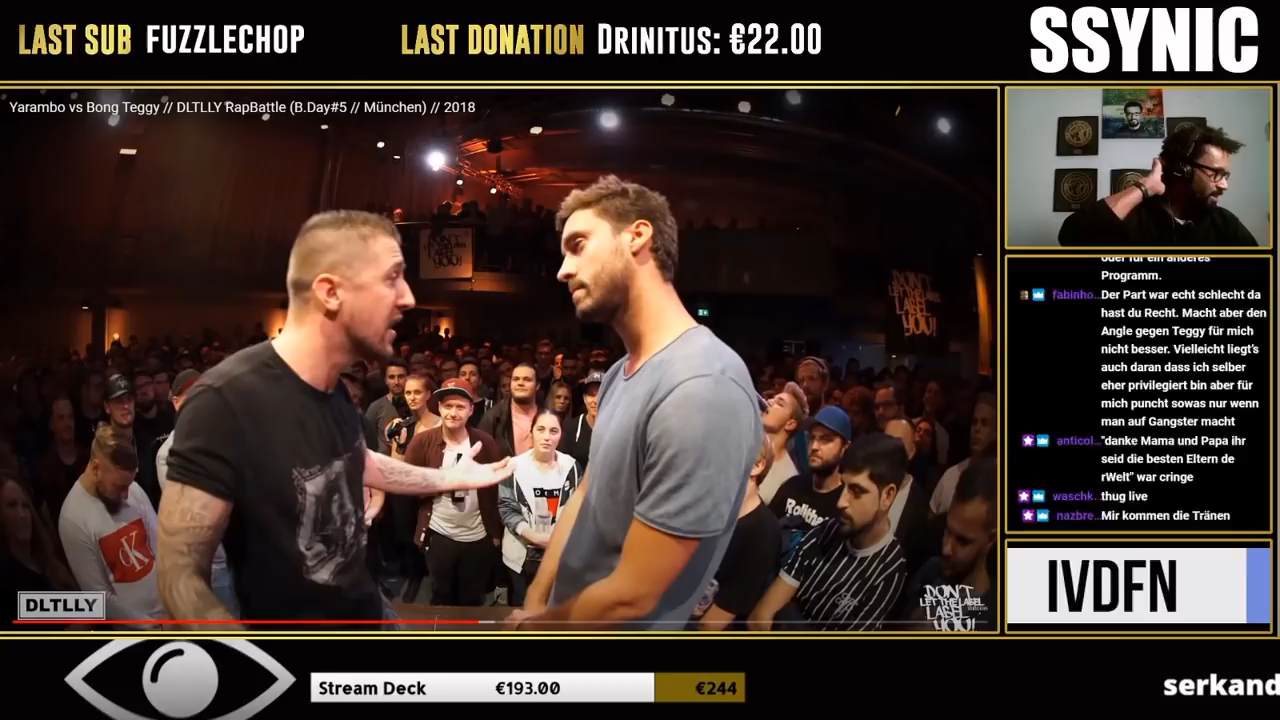 LAST SUB FUZZLECHOP
LAST DONATION DRINITUS: €22.00
SSYNIC
Yarambo vs Bong Teggy // DLTLLY RapBattle (B.Day#5 // München) // 2018
oder für ein anderes
Programm.
fabinho... Der Part war echt schlecht da
hast du Recht. Macht aber den
Angle gegen Teggy für mich
nicht besser. Vielleicht liegt's
auch daran dass ich selber
eher privilegiert bin aber für
mich puncht sowas nur wenn
man auf Gangster macht
anticol... "danke Mama und Papa ihr
seid die besten Eltern de
rWelt" war cringe
waschk... thug live
nazbre... Mir kommen die Tränen
DON'T
LET THE LABEL
LABEL
YOU!
CK
DLTLLY
DON'T
LET THE LABEL
LABEL
YOU!
IVDFN
Stream Deck €193.00 €244
serkand